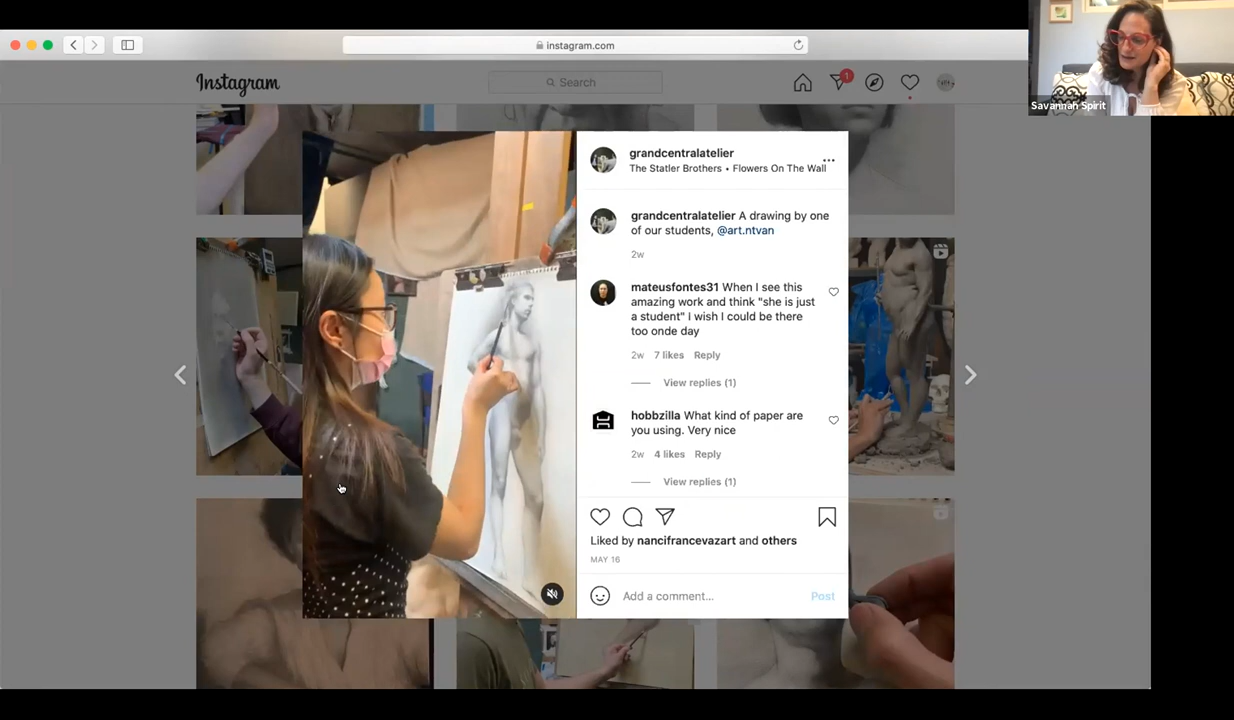 instagram.com
Savannah Spirit
Instagram
Search
1
grandcentralatelier
The Statler Brothers • Flowers On The Wall
grandcentralatelier A drawing by one
of our students, @art.ntvan
2w
mateusfontes31 When I see this
amazing work and think "she is just
a student" I wish I could be there
too onde day
2w 7 likes Reply
View replies (1)
hobbzilla What kind of paper are
you using. Very nice
2w 4 likes Reply
View replies (1)
Liked by nancifrancevazart and others
MAY 16
Add a comment... Post